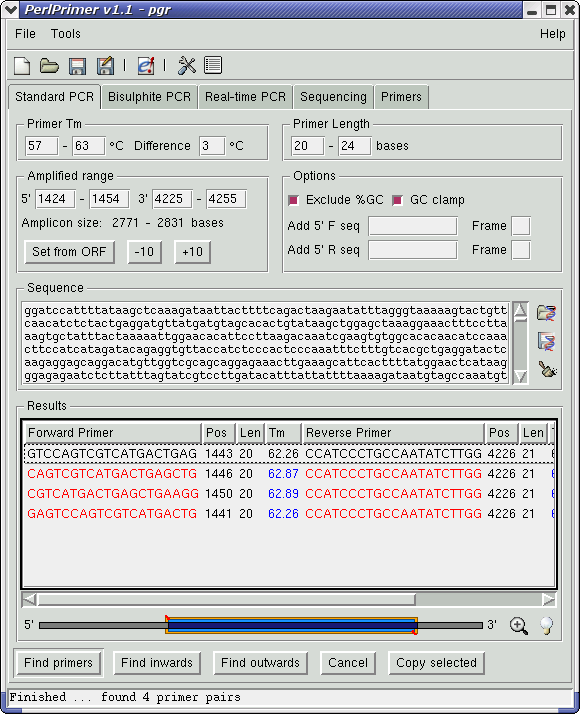 PerlPrimer v1.1 - pgr
File Tools Help
Standard PCR Bisulphite PCR Real-time PCR Sequencing Primers
Primer Tm Primer Length
57 - 63 °C Difference 3 °C 20 - 24 bases
Amplified range Options
5' 1424 - 1454 3' 4225 - 4255 Exclude %GC GC clamp
Amplicon size: 2771 - 2831 bases Add 5' F seq Frame
Set from ORF -10 +10 Add 5' R seq Frame
Sequence
ggatccattttataagctcaaagataattacttttcagactaagaatatttagggtaaaaagtactgtt
caacatctctactgaggatgttatgatgtagcacactgtataagctggagctaaaggaaactttccttta
aagtgctatttactaaaaattggaacacattcaccttagacaaatcgaagtgtggcacacaacatccaaa
cttccatcatagatacagaggtgttaccatctcccactcccaaatttctttgtcacgctgaggatactc
aagaggagcaggacatgttggtcgcagcagaggaaacttgaaagcattcacttttatggacatactaag
ggagagaatctcttatttagtatcgtccttgacatttatattattttaaaagataatgtagccaaatgt
Results
Forward Primer Pos Len Tm Reverse Primer Pos Len
GTCCAGTCGTCATGACTGAG 1443 20 62.26 CCATCCCTGCCAATATCTTGG 4226 21
CAGTCGTCATGACTGAGCTG 1446 20 62.87 CCATCCCTGCCAATATCTTGG 4226 21
CGTCATGACTGAGCTGAAGG 1450 20 62.89 CCATCCCTGCCAATATCTTGG 4226 21
GAGTCCAGTCGTCATGACTG 1441 20 62.26 CCATCCCTGCCAATATCTTGG 4226 21
5' 3'
Find primers Find inwards Find outwards Cancel Copy selected
Finished ... found 4 primer pairs